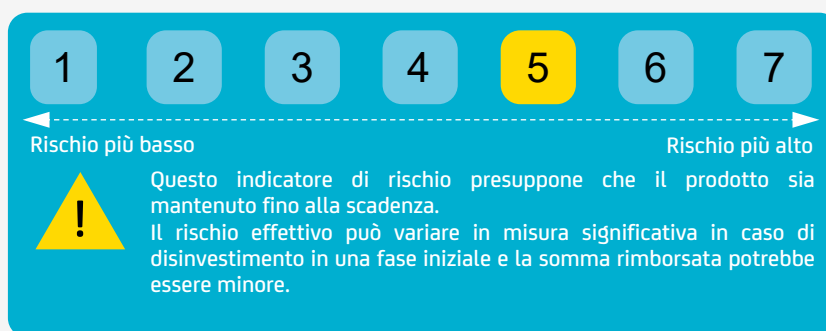 1 2 3 4 5 6 7
Rischio più basso Rischio più alto
!
Questo indicatore di rischio presuppone che il prodotto sia
mantenuto fino alla scadenza.
Il rischio effettivo può variare in misura significativa in caso di
disinvestimento in una fase iniziale e la somma rimborsata potrebbe
essere minore.